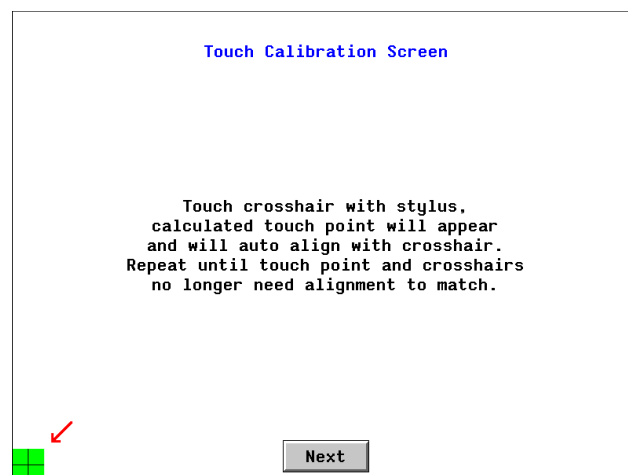 Touch Calibration Screen
Touch crosshair with stylus,
calculated touch point will appear
and will auto align with crosshair.
Repeat until touch point and crosshairs
no longer need alignment to match.
Next